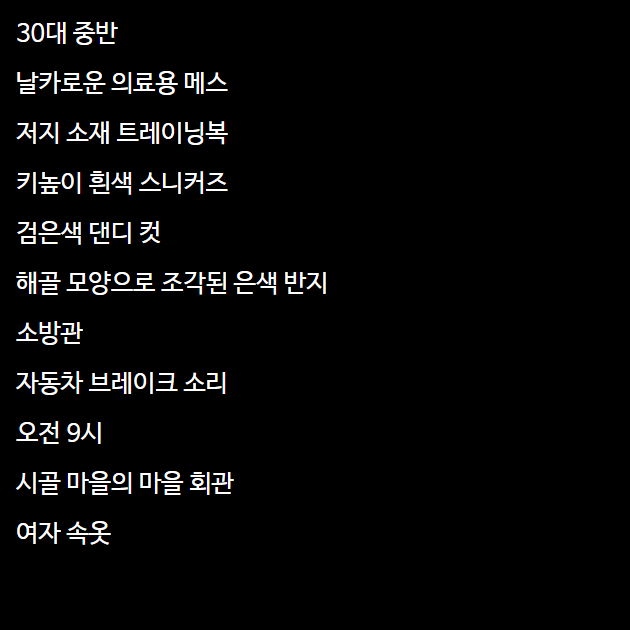 30대 중반
날카로운 의료용 메스
저지 소재 트레이닝복
키높이 흰색 스니커즈
검은색 댄디 컷
해골 모양으로 조각된 은색 반지
소방관
자동차 브레이크 소리
오전 9시
시골 마을의 마을 회관
여자 속옷